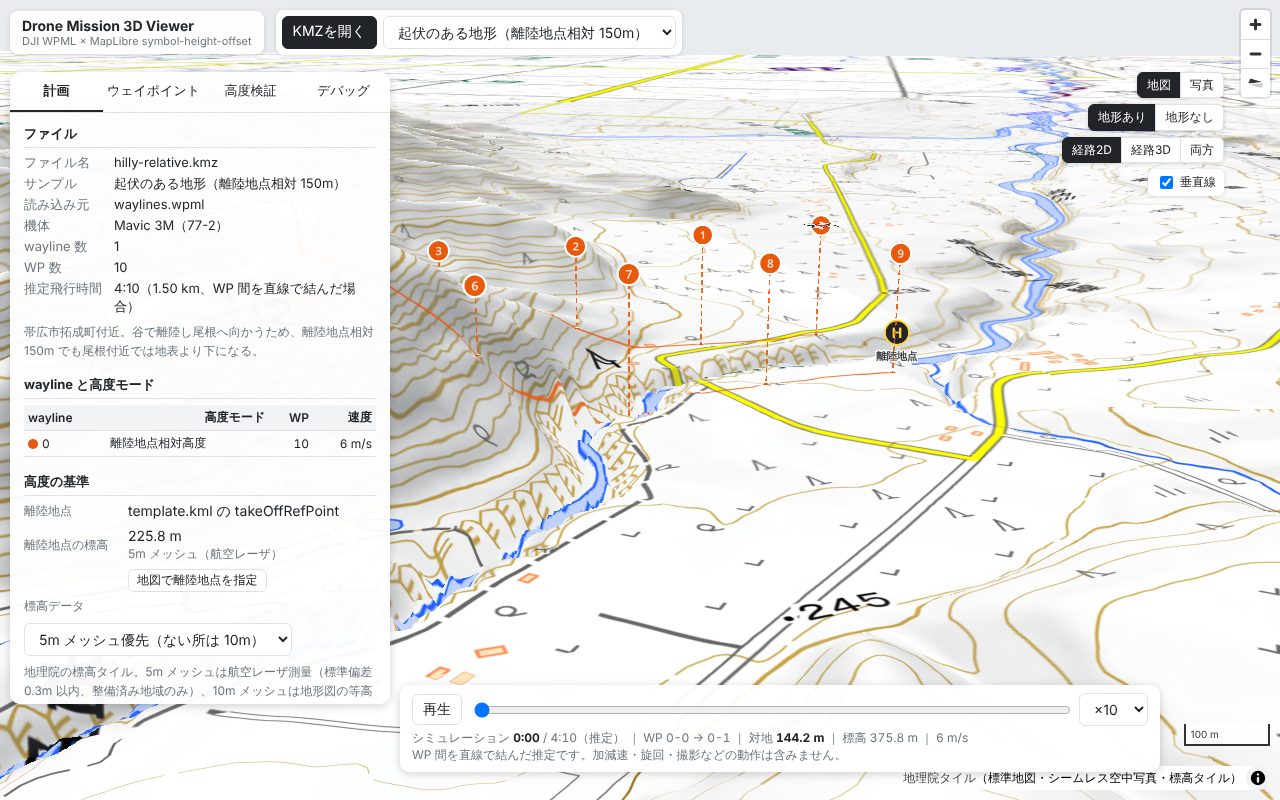 Drone Mission 3D Viewer
DJI WPML × MapLibre symbol-height-offset
KMZを開く
起伏のある地形（離陸地点相対 150m）
地図 写真
地形あり 地形なし
経路2D 経路3D 両方
垂直線
計画 ウェイポイント 高度検証 デバッグ
ファイル
ファイル名 hilly-relative.kmz
サンプル 起伏のある地形（離陸地点相対 150m）
読み込み元 waylines.wpml
機体 Mavic 3M（77-2）
wayline 数 1
WP 数 10
推定飛行時間 4:10（1.50 km、WP 間を直線で結んだ場
合）
帯広市拓成町付近。谷で離陸し尾根へ向かうため、離陸地点相対
150m でも尾根付近では地表より下になる。
wayline と高度モード
wayline 高度モード WP 速度
0 離陸地点相対高度 10 6 m/s
高度の基準
離陸地点 template.kml の takeOffRefPoint
離陸地点の標高 225.8 m
5m メッシュ（航空レーザ）
地図で離陸地点を指定
標高データ
5m メッシュ優先（ない所は 10m）
地理院の標高タイル。5m メッシュは航空レーザ測量（標準偏差
0.3m 以内、整備済み地域のみ）、10m メッシュは地形図の等高
3
2
1
9
6
7
8
H
離陸地点
245
再生
×10
シミュレーション 0:00 / 4:10（推定） | WP 0-0 → 0-1 | 対地 144.2 m | 標高 375.8 m | 6 m/s
WP 間を直線で結んだ推定です。加減速・旋回・撮影などの動作は含みません。
100 m
地理院タイル（標準地図・シームレス空中写真・標高タイル）